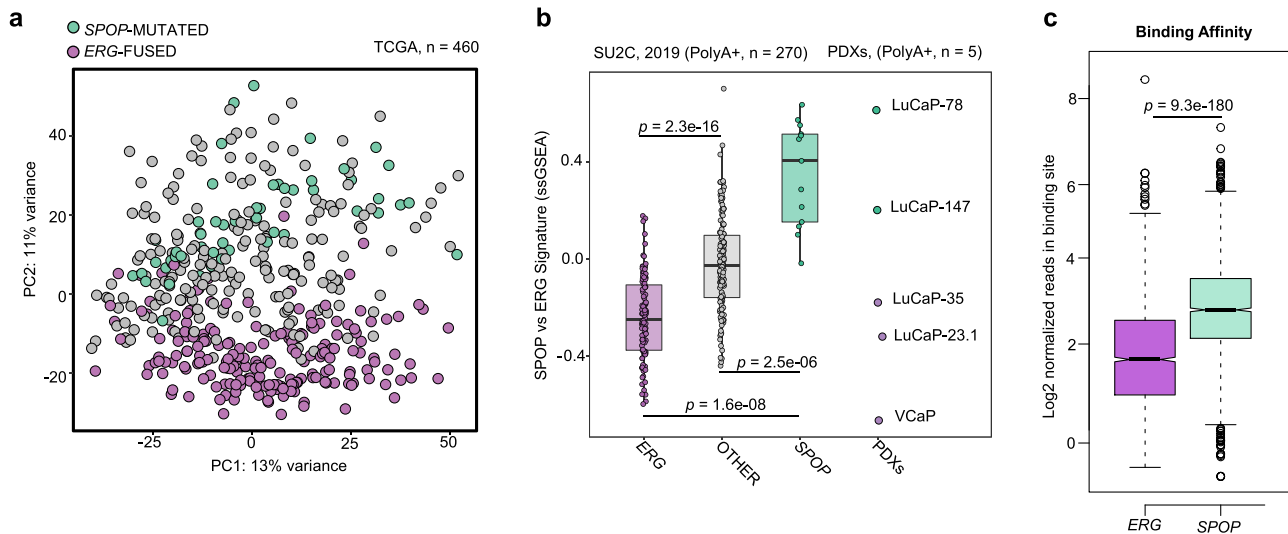 a
SPOP-MUTATED
ERG-FUSED
TCGA, n = 460
PC2: 11% variance
40
20
0
-20
-25
0
25
50
PC1: 13% variance
b
SU2C, 2019 (PolyA+, n = 270)
PDXs, (PolyA+, n = 5)
SPOP vs ERG Signature (ssGSEA)
0.4
0.0
-0.4
p = 2.3e-16
p = 2.5e-06
p = 1.6e-08
LuCaP-78
LuCaP-147
LuCaP-35
LuCaP-23.1
VCaP
ERG
OTHER
SPOP
PDXs
c
Binding Affinity
p = 9.3e-180
Log2 normalized reads in binding site
8
6
4
2
0
ERG
SPOP